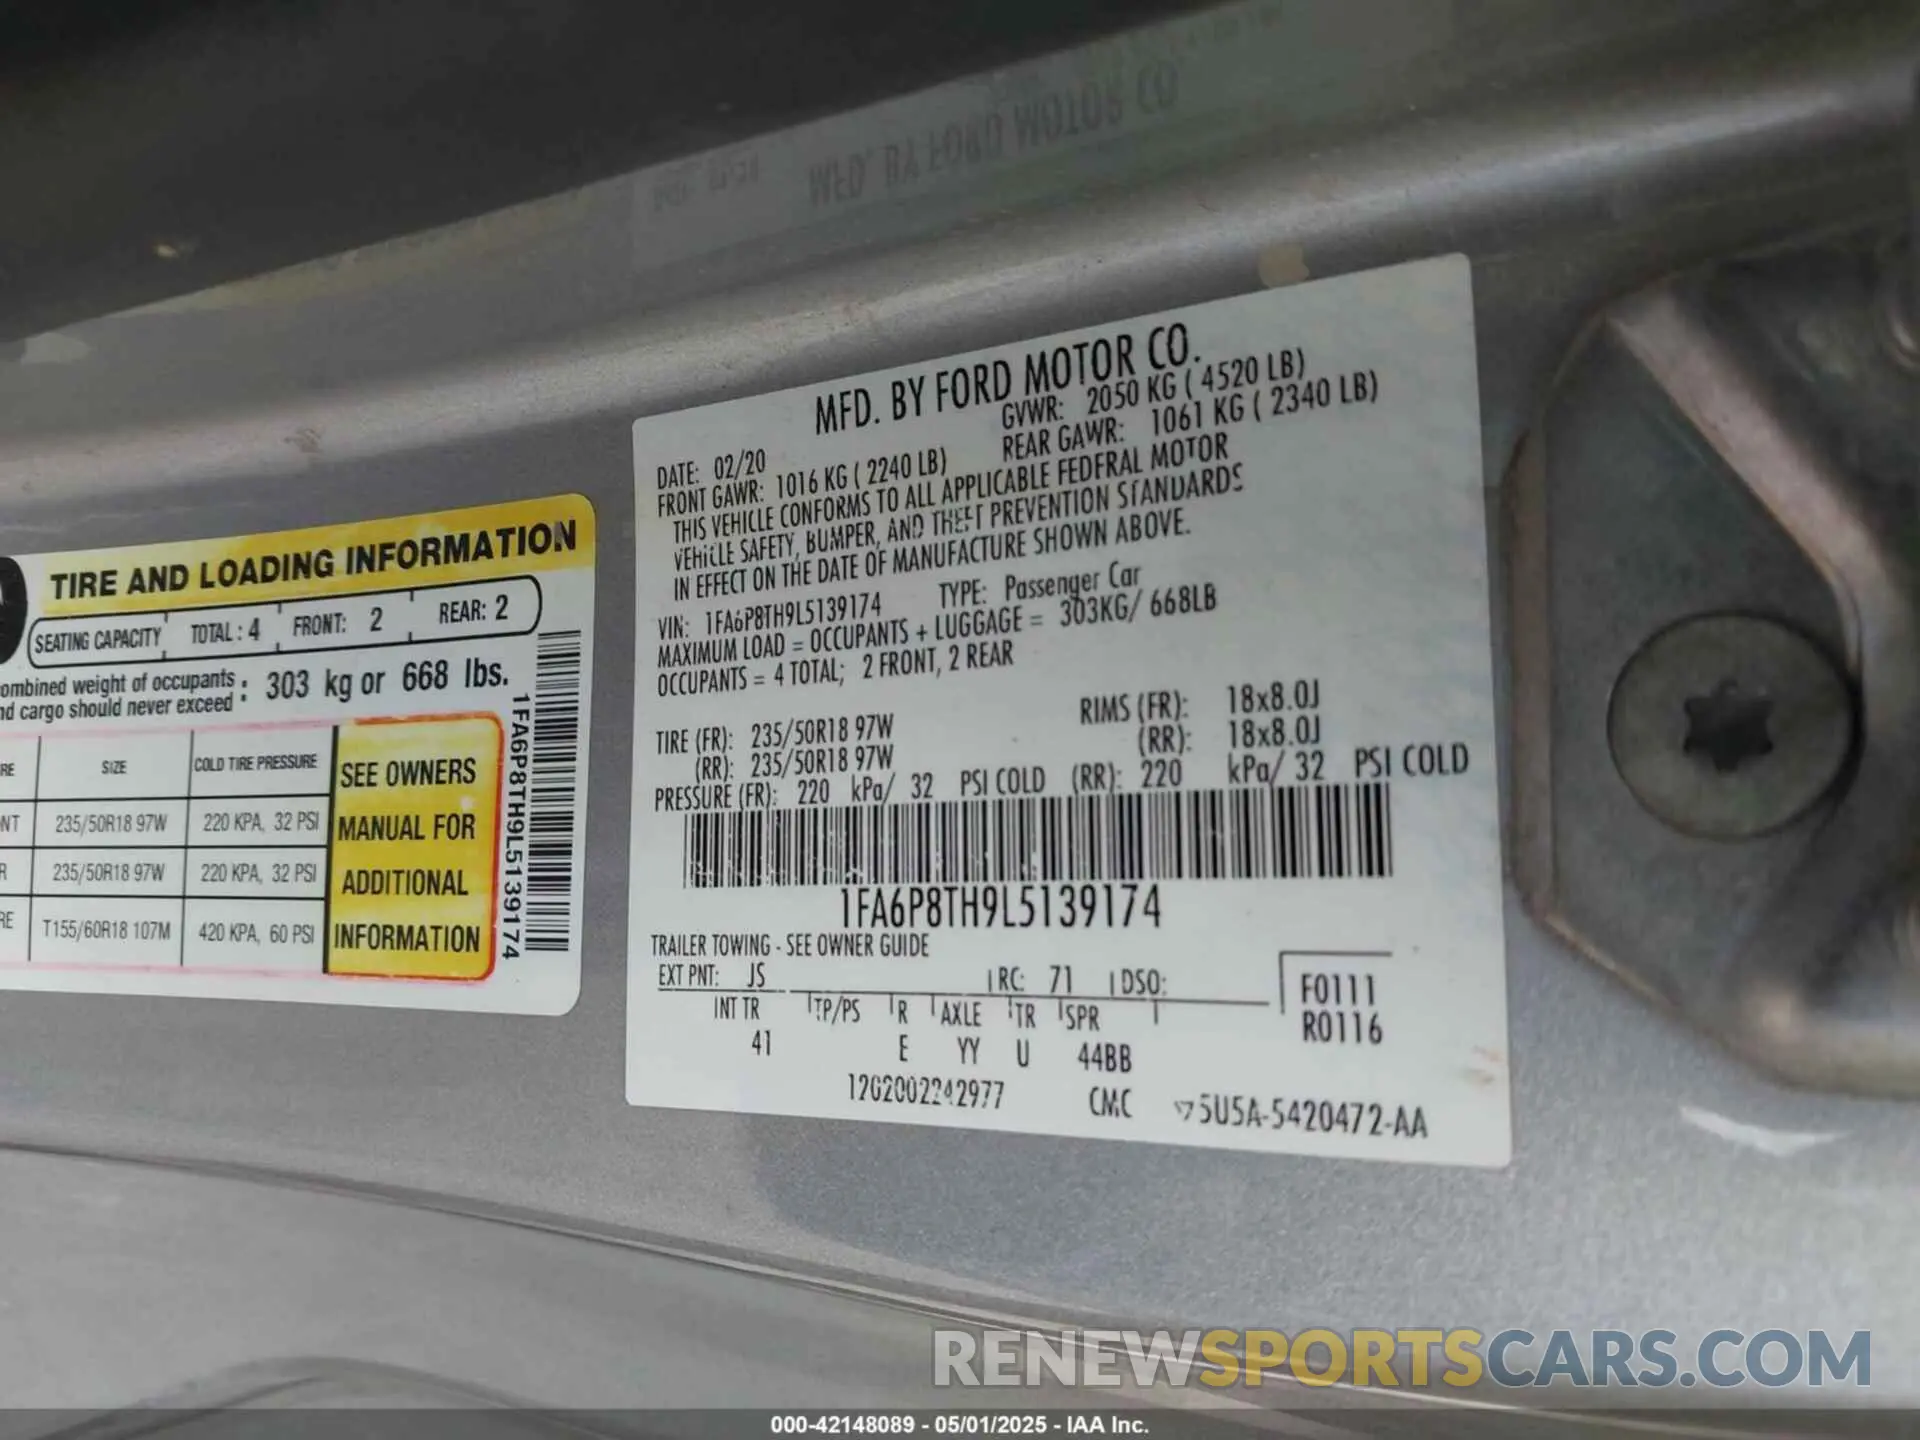 MFD. BY FORD MOTOR CO.
DATE: 02/20
GVWR: 2050 KG ( 4520 LB)
FRONT GAWR: 1016 KG ( 2240 LB)
REAR GAWR: 1061 KG ( 2340 LB)
THIS VEHICLE CONFORMS TO ALL APPLICABLE FEDERAL MOTOR
VEHICLE SAFETY, BUMPER, AND THEFT PREVENTION STANDARDS
IN EFFECT ON THE DATE OF MANUFACTURE SHOWN ABOVE.
VIN: 1FA6P8TH9L5139174 TYPE: Passenger Car
MAXIMUM LOAD = OCCUPANTS + LUGGAGE = 303KG/ 668LB
OCCUPANTS = 4 TOTAL; 2 FRONT, 2 REAR
TIRE (FR): 235/50R18 97W RIMS (FR): 18x8.0J
(RR): 235/50R18 97W (RR): 18x8.0J
PRESSURE (FR): 220 kPa/ 32 PSI COLD (RR): 220 kPa/ 32 PSI COLD
1FA6P8TH9L5139174
TRAILER TOWING - SEE OWNER GUIDE
EXT PNT: JS RC: 71 DSO:
F0111
R0116
INT TR TP/PS R AXLE TR SPR
41 E YY U 44BB
CMC 5U5A-5420472-AA
TIRE AND LOADING INFORMATION
SEATING CAPACITY TOTAL : 4 FRONT: 2 REAR: 2
ombined weight of occupants
nd cargo should never exceed : 303 kg or 668 lbs.
RE SIZE COLD TIRE PRESSURE
NT 235/50R18 97W 220 KPA, 32 PSI
R 235/50R18 97W 220 KPA, 32 PSI
RE T155/60R18 107M 420 KPA, 60 PSI
SEE OWNERS
MANUAL FOR
ADDITIONAL
INFORMATION
1FA6P8TH9L5139174
RENEWSPORTSCARS.COM
000-42148089 - 05/01/2025 - IAA Inc.